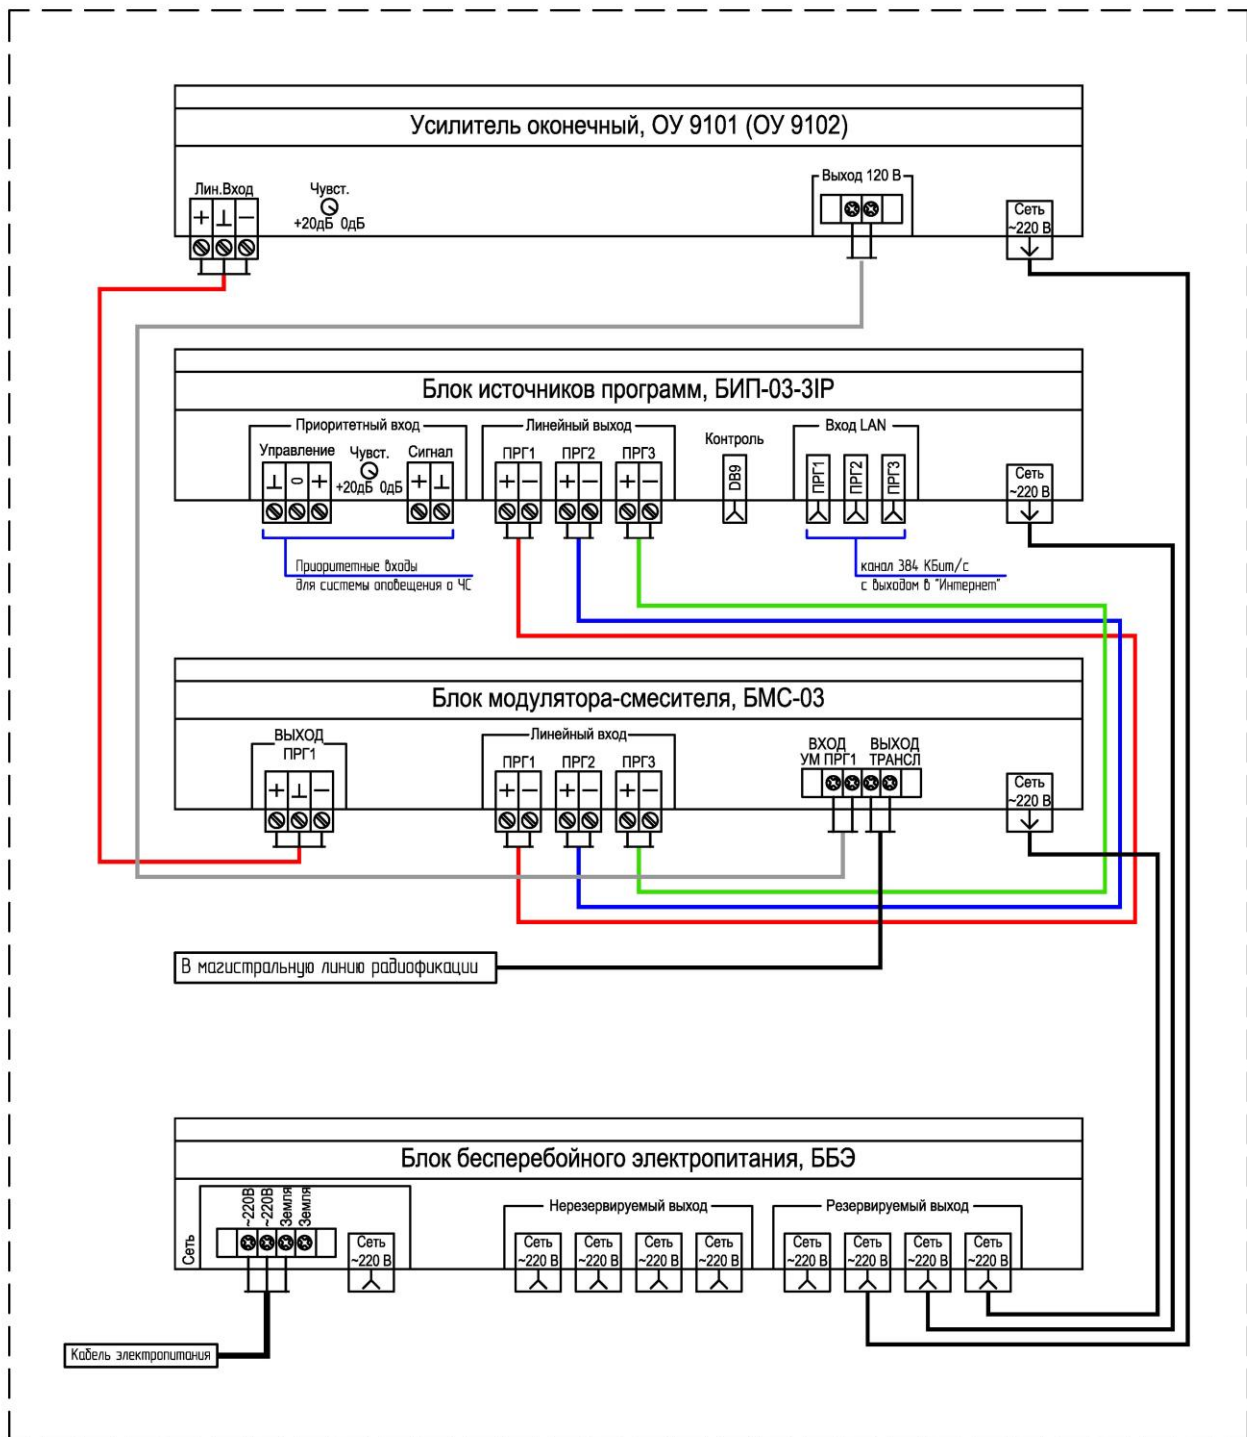 Усилитель оконечный, ОУ 9101 (ОУ 9102)
Лин.Вход
Чувст.
+20дБ 0дБ
Выход 120 В
Сеть
~220 В
+ ⊥ −
Блок источников программ, БИП-03-3IP
Приоритетный вход
Линейный выход
Контроль
Вход LAN
Управление
Чувст.
+20дБ 0дБ
Сигнал
ПРГ1
ПРГ2
ПРГ3
DB9
ПРГ1
ПРГ2
ПРГ3
Сеть
~220 В
⊥ 0 +
+ ⊥
+ −
+ −
+ −
Приоритетные входы
для системы оповещения о ЧС
канал 384 КБит/с
с выходом в "Интернет"
Блок модулятора-смесителя, БМС-03
ВЫХОД
ПРГ1
Линейный вход
ПРГ1
ПРГ2
ПРГ3
ВХОД
УМ ПРГ1
ВЫХОД
ТРАНСЛ
Сеть
~220 В
+ ⊥ −
+ −
+ −
+ −
В магистральную линию радиофикации
Блок бесперебойного электропитания, ББЭ
Сеть
~220В
~220В
Земля
Земля
Сеть
~220 В
Нерезервируемый выход
Сеть
~220 В
Сеть
~220 В
Сеть
~220 В
Сеть
~220 В
Резервируемый выход
Сеть
~220 В
Сеть
~220 В
Сеть
~220 В
Сеть
~220 В
Кабель электропитания